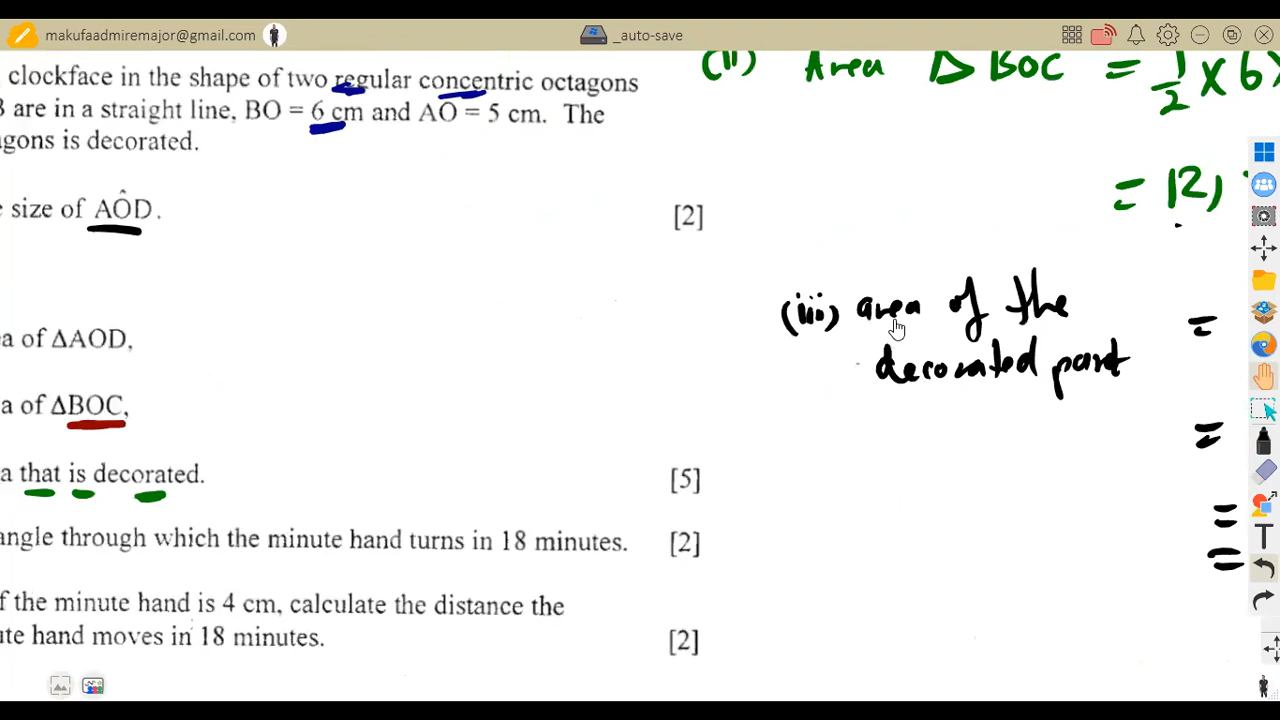 makufaadmiremajor@gmail.com
_auto-save
clockface in the shape of two regular concentric octagons
B are in a straight line, BO = 6 cm and AO = 5 cm. The
agons is decorated.
e size of AÔD. [2]
a of ΔAOD,
a of ΔBOC,
a that is decorated. [5]
angle through which the minute hand turns in 18 minutes. [2]
f the minute hand is 4 cm, calculate the distance the
ute hand moves in 18 minutes. [2]
(ii) Area Δ BOC = 1/2 × 6 ×
= 12,
(iii) area of the =
decorated part
=
=
=
T